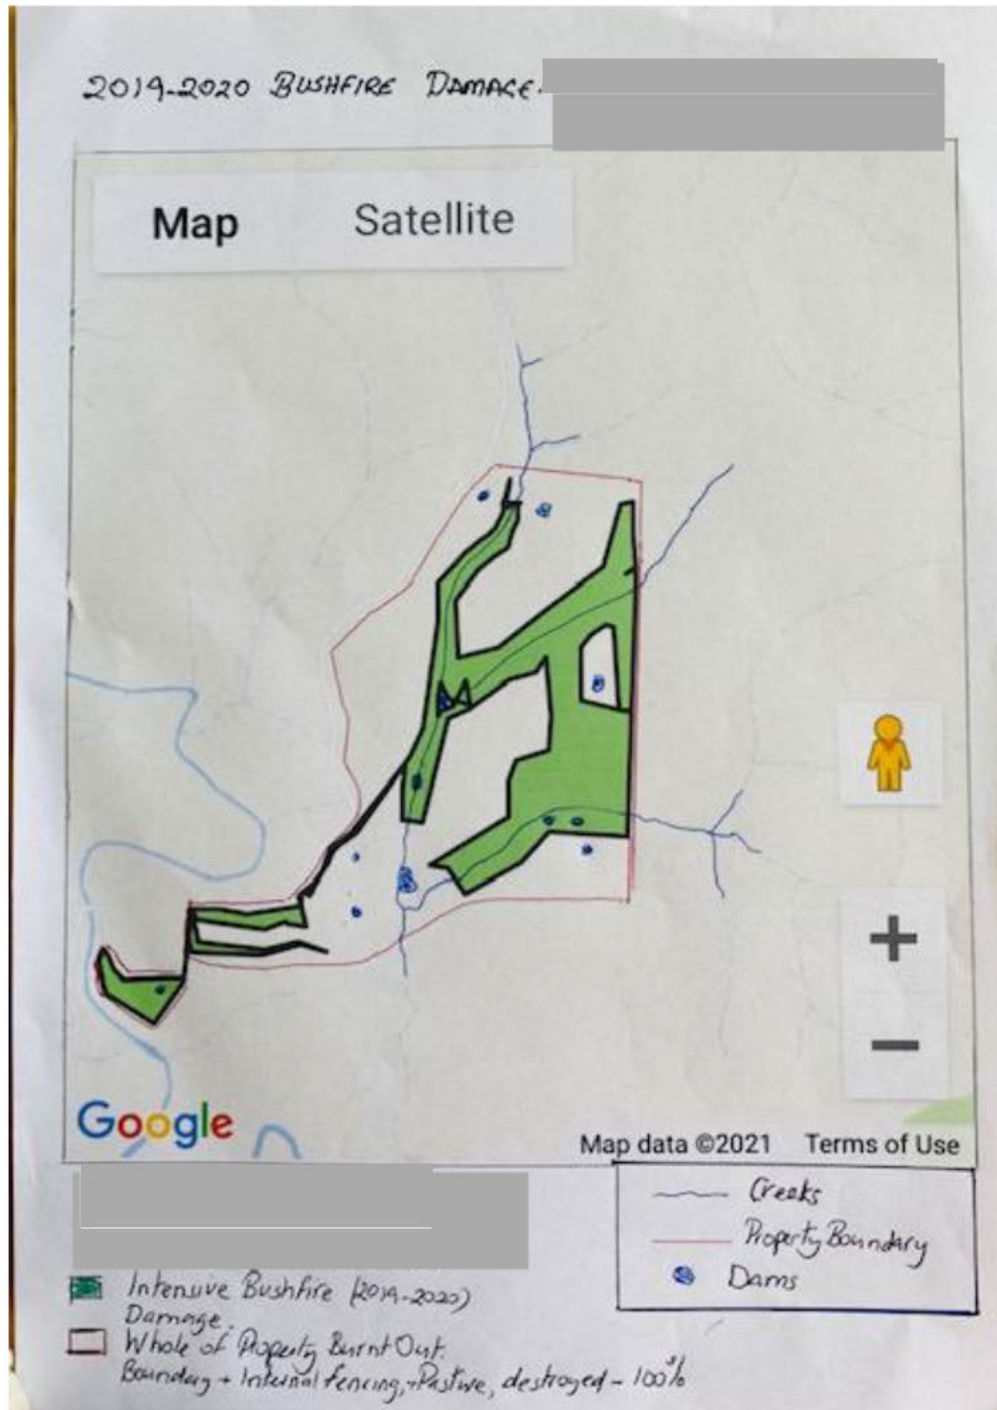 2019-2020 BUSHFIRE DAMAGE.
Map Satellite
Google
Map data ©2021 Terms of Use
Creeks
Property Boundary
Dams
Intensive Bushfire (2019-2020)
Damage.
Whole of Property Burnt Out.
Boundary + Internal fencing, + Pasture, destroyed - 100%